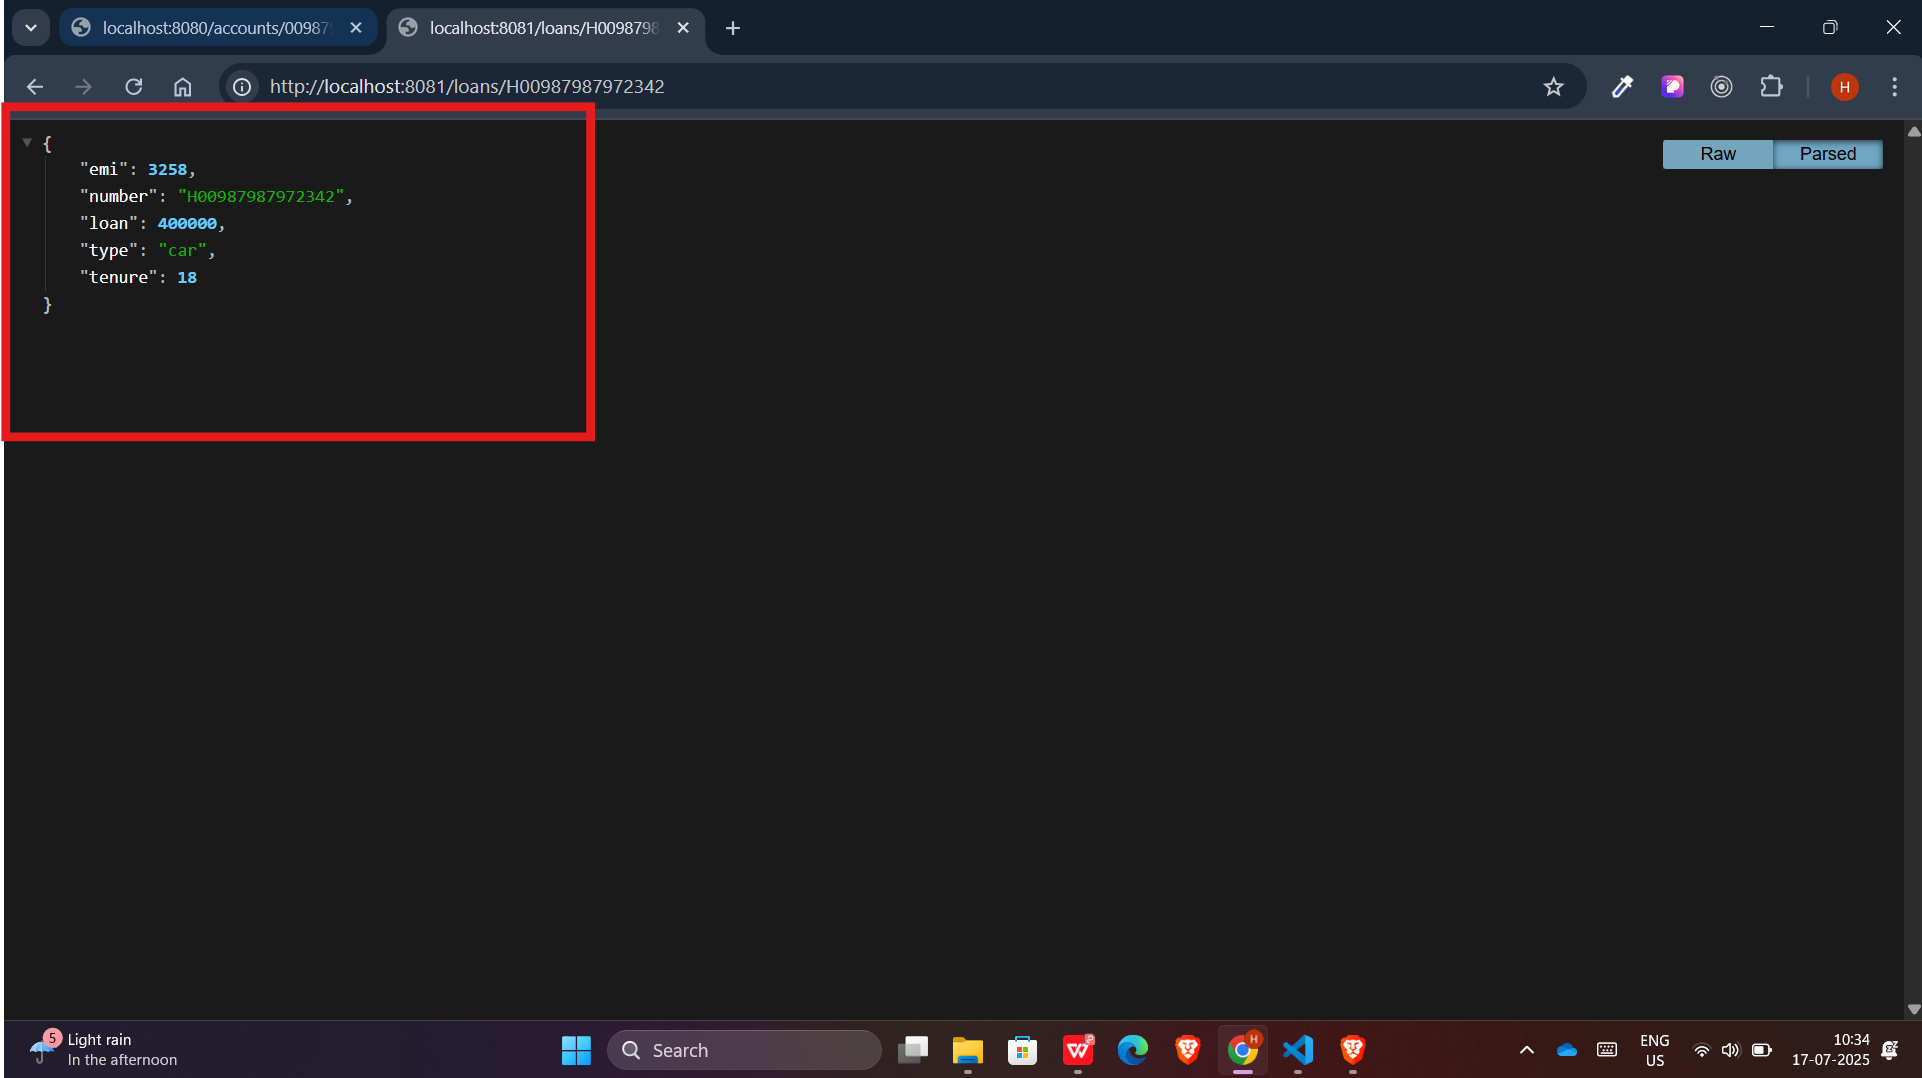 localhost:8080/accounts/00987
localhost:8081/loans/H0098798
http://localhost:8081/loans/H00987987972342
H
{
"emi": 3258,
"number": "H00987987972342",
"loan": 400000,
"type": "car",
"tenure": 18
}
Raw
Parsed
5
Light rain
In the afternoon
Search
H
ENG
US
10:34
17-07-2025